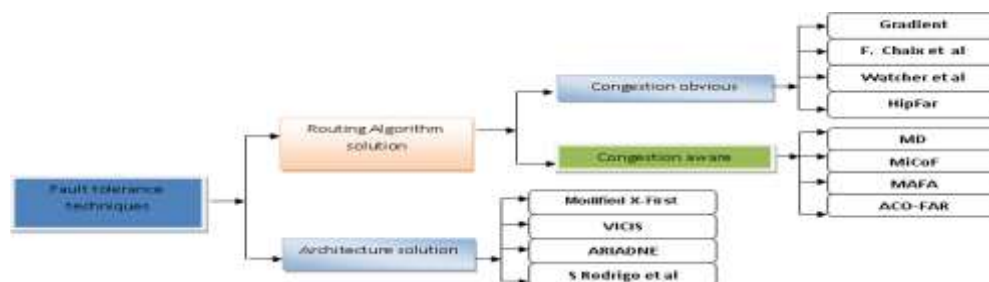 Gradient
F. Chaix et al
Watcher et al
HipFar
Congestion obvious
Routing Algorithm
solution
Congestion aware
MD
MiCoF
MAFA
ACO-FAR
Fault tolerance
techniques
Architecture solution
Modified X-First
VICIS
ARIADNE
S Rodrigo et al